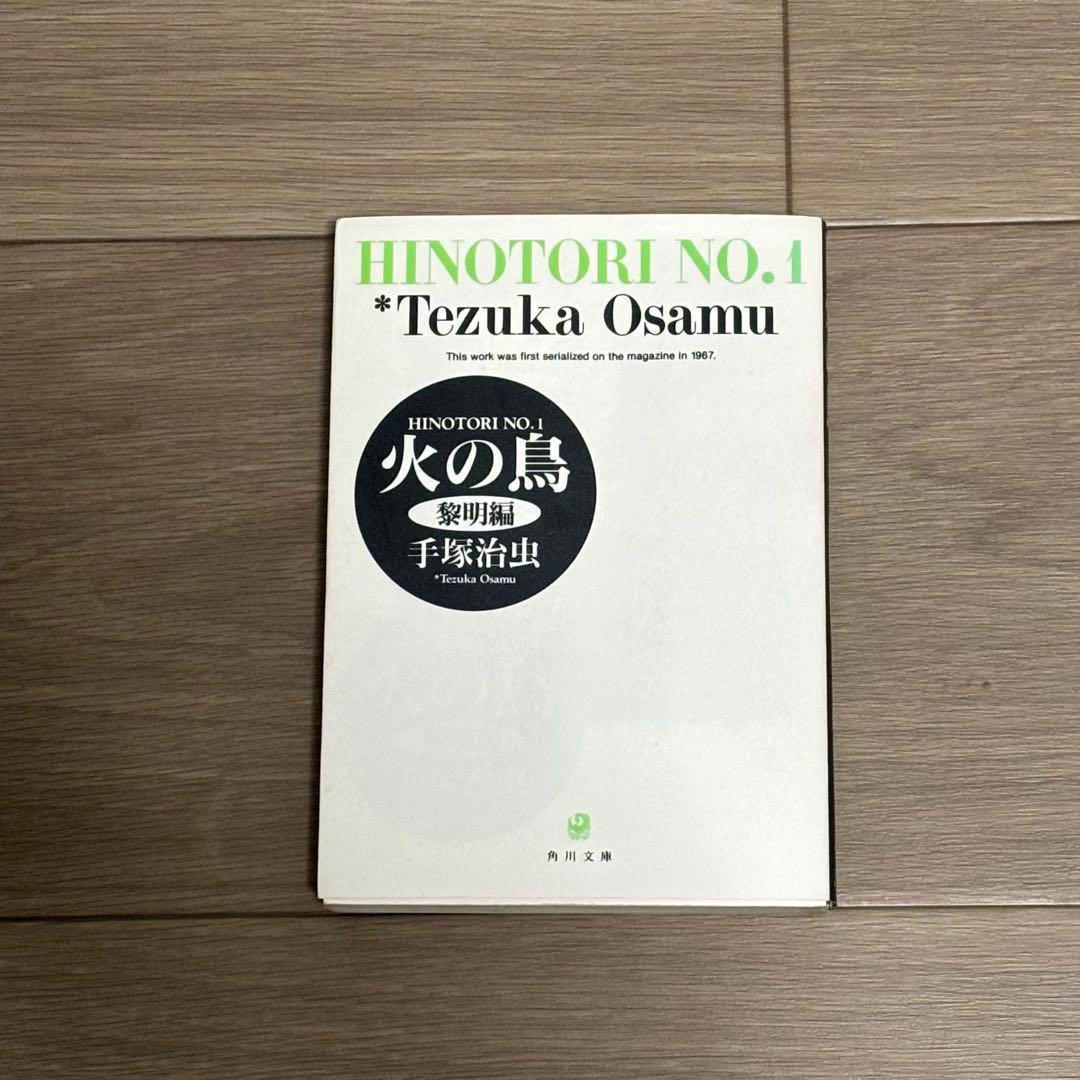 HINOTORI NO.1
*Tezuka Osamu
This work was first serialized on the magazine in 1967.
HINOTORI NO.1
火の鳥
黎明編
手塚治虫
*Tezuka Osamu
角川文庫